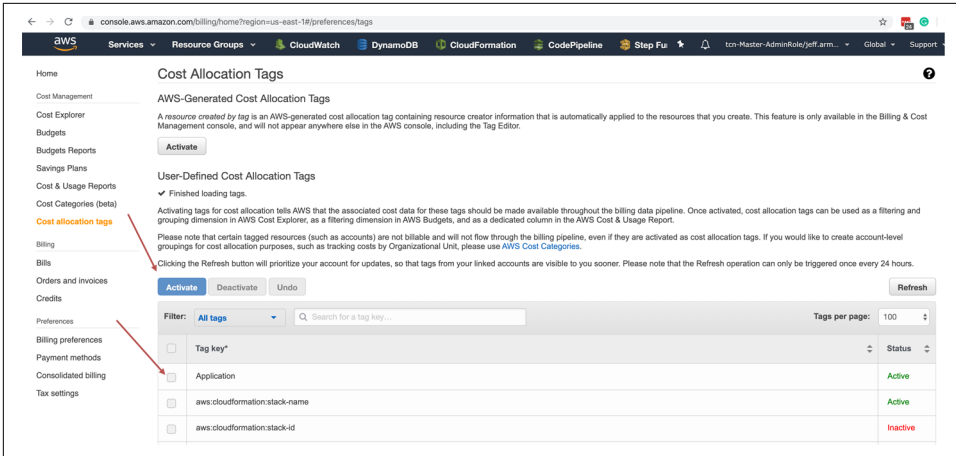 console.aws.amazon.com/billing/home?region=us-east-1#/preferences/tags
aws Services Resource Groups CloudWatch DynamoDB CloudFormation CodePipeline Step Fu tcn-Master-AdminRole/jeff.arm... Global Support
Home
Cost Management
Cost Explorer
Budgets
Budgets Reports
Savings Plans
Cost & Usage Reports
Cost Categories (beta)
Cost allocation tags
Billing
Bills
Orders and invoices
Credits
Preferences
Billing preferences
Payment methods
Consolidated billing
Tax settings
Cost Allocation Tags
AWS-Generated Cost Allocation Tags
A resource created by tag is an AWS-generated cost allocation tag containing resource creator information that is automatically applied to the resources that you create. This feature is only available in the Billing & Cost
Management console, and will not appear anywhere else in the AWS console, including the Tag Editor.
Activate
User-Defined Cost Allocation Tags
✓ Finished loading tags.
Activating tags for cost allocation tells AWS that the associated cost data for these tags should be made available throughout the billing data pipeline. Once activated, cost allocation tags can be used as a filtering and
grouping dimension in AWS Cost Explorer, as a filtering dimension in AWS Budgets, and as a dedicated column in the AWS Cost & Usage Report.
Please note that certain tagged resources (such as accounts) are not billable and will not flow through the billing pipeline, even if they are activated as cost allocation tags. If you would like to create account-level
groupings for cost allocation purposes, such as tracking costs by Organizational Unit, please use AWS Cost Categories.
Clicking the Refresh button will prioritize your account for updates, so that tags from your linked accounts are visible to you sooner. Please note that the Refresh operation can only be triggered once every 24 hours.
Activate Deactivate Undo Refresh
Filter: All tags Search for a tag key... Tags per page: 100
Tag key* Status
Application Active
aws:cloudformation:stack-name Active
aws:cloudformation:stack-id Inactive